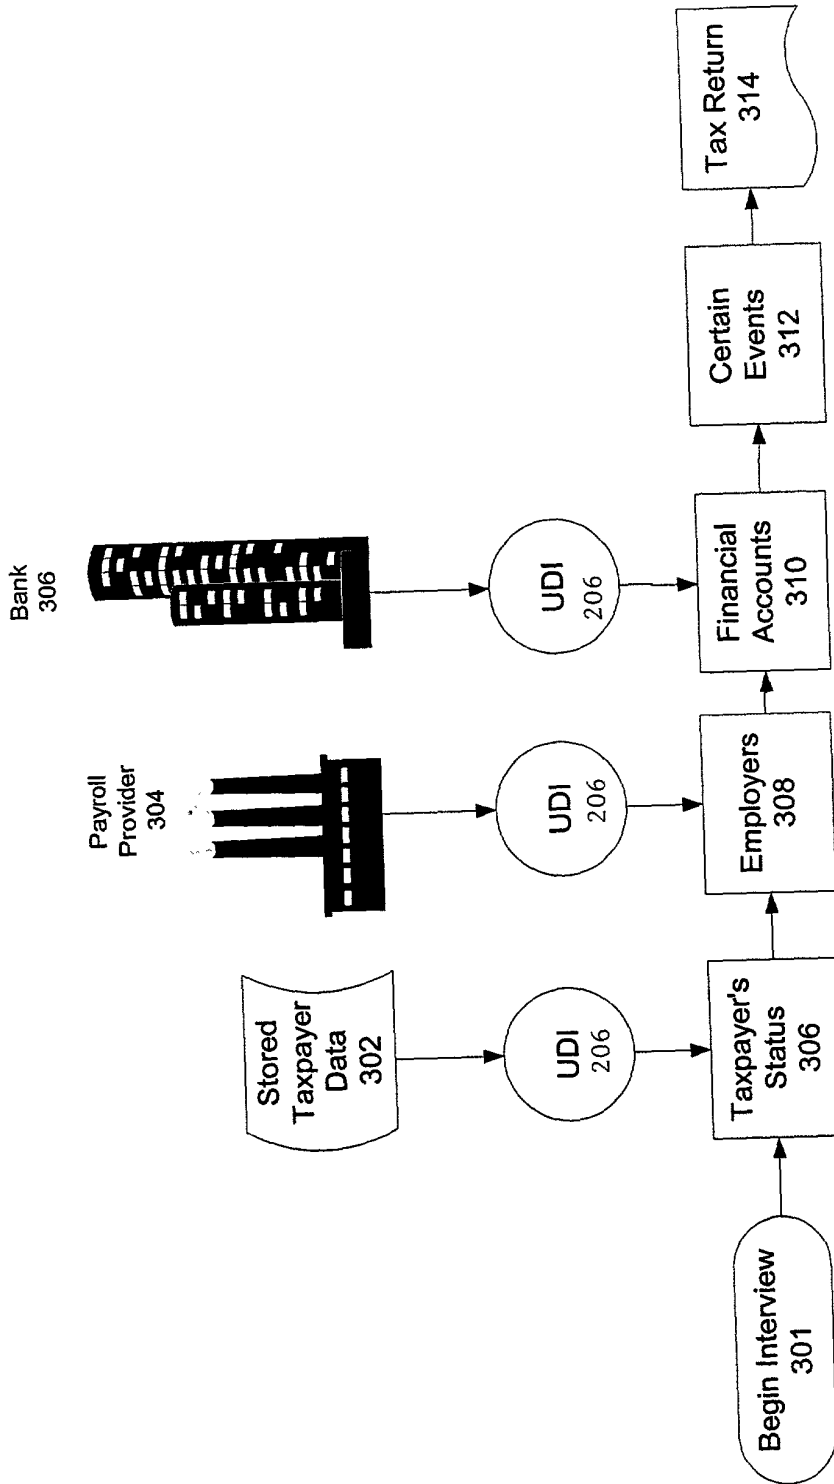 Bank
306
Payroll
Provider
304
Stored
Taxpayer
Data
302
UDI
206
UDI
206
UDI
206
Begin Interview
301
Taxpayer's
Status
306
Employers
308
Financial
Accounts
310
Certain
Events
312
Tax Return
314